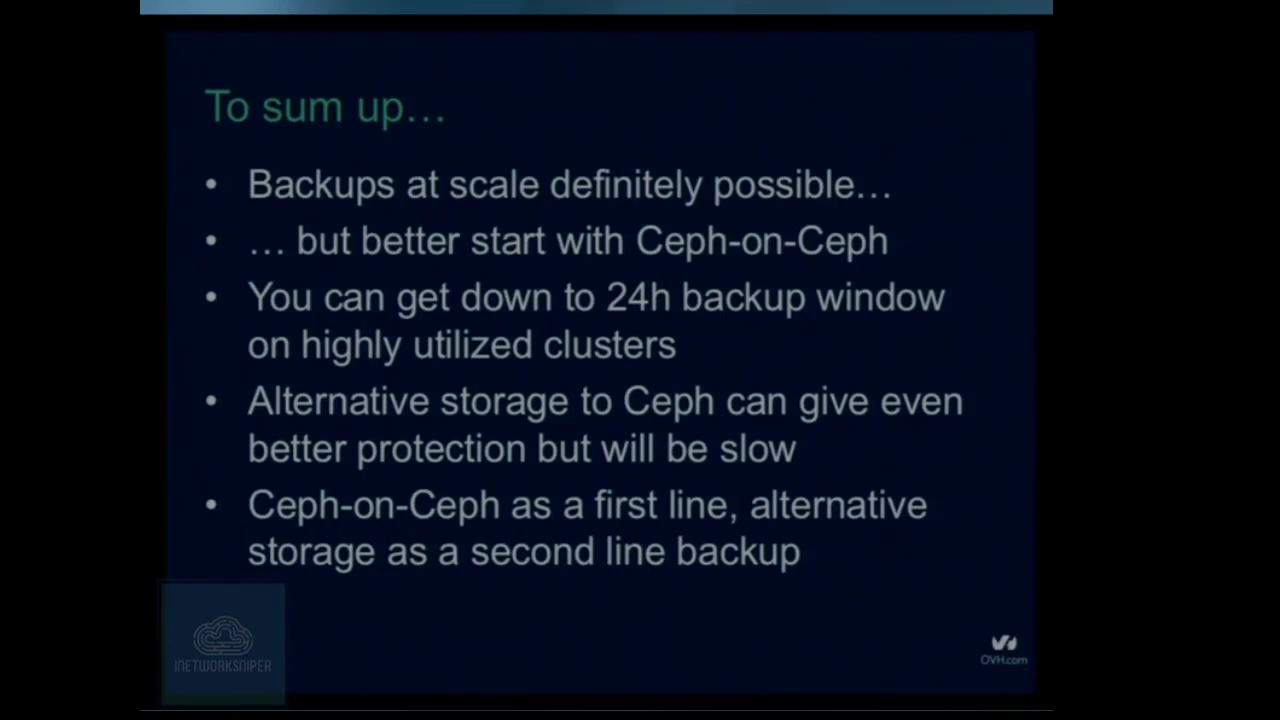 To sum up…
• Backups at scale definitely possible…
• … but better start with Ceph-on-Ceph
• You can get down to 24h backup window
on highly utilized clusters
• Alternative storage to Ceph can give even
better protection but will be slow
• Ceph-on-Ceph as a first line, alternative
storage as a second line backup
INETWORKSNIPER
OVH.com